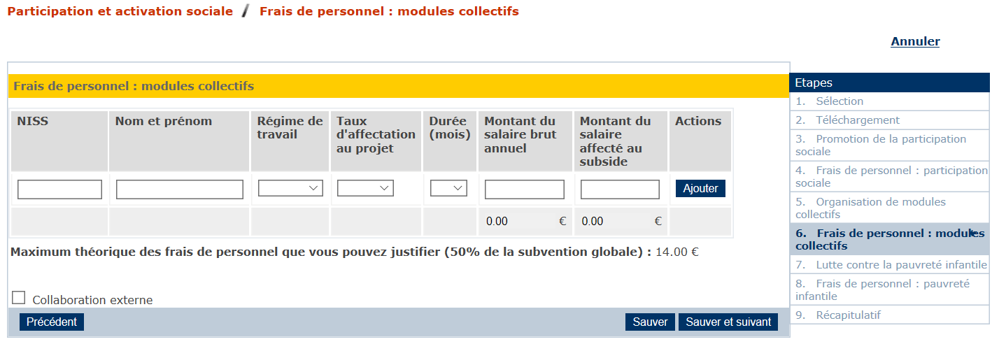 Participation et activation sociale / Frais de personnel : modules collectifs
Annuler
Frais de personnel : modules collectifs
NISS
Nom et prénom
Régime de
travail
Taux
d'affectation
au projet
Durée
(mois)
Montant du
salaire brut
annuel
Montant du
salaire
affecté au
subside
Actions
Ajouter
0.00 €
0.00 €
Maximum théorique des frais de personnel que vous pouvez justifier (50% de la subvention globale) : 14.00 €
Collaboration externe
Précédent
Sauver
Sauver et suivant
Etapes
1. Sélection
2. Téléchargement
3. Promotion de la participation
sociale
4. Frais de personnel : participation
sociale
5. Organisation de modules
collectifs
6. Frais de personnel : modules
collectifs
7. Lutte contre la pauvreté infantile
8. Frais de personnel : pauvreté
infantile
9. Récapitulatif